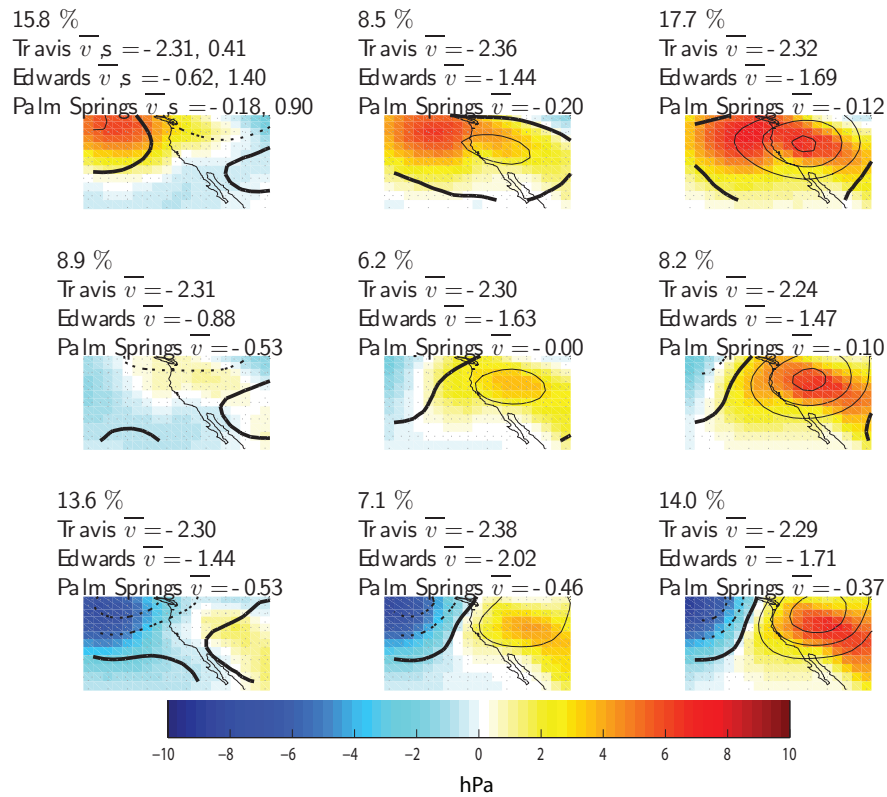 15.8 %
Travis v̅,s = - 2.31, 0.41
Edwards v̅,s = - 0.62, 1.40
Palm Springs v̅,s = - 0.18, 0.90
8.5 %
Travis v̅ = - 2.36
Edwards v̅ = - 1.44
Palm Springs v̅ = - 0.20
17.7 %
Travis v̅ = - 2.32
Edwards v̅ = - 1.69
Palm Springs v̅ = - 0.12
8.9 %
Travis v̅ = - 2.31
Edwards v̅ = - 0.88
Palm Springs v̅ = - 0.53
6.2 %
Travis v̅ = - 2.30
Edwards v̅ = - 1.63
Palm Springs v̅ = - 0.00
8.2 %
Travis v̅ = - 2.24
Edwards v̅ = - 1.47
Palm Springs v̅ = - 0.10
13.6 %
Travis v̅ = - 2.30
Edwards v̅ = - 1.44
Palm Springs v̅ = - 0.53
7.1 %
Travis v̅ = - 2.38
Edwards v̅ = - 2.02
Palm Springs v̅ = - 0.46
14.0 %
Travis v̅ = - 2.29
Edwards v̅ = - 1.71
Palm Springs v̅ = - 0.37
−10 −8 −6 −4 −2 0 2 4 6 8 10
hPa